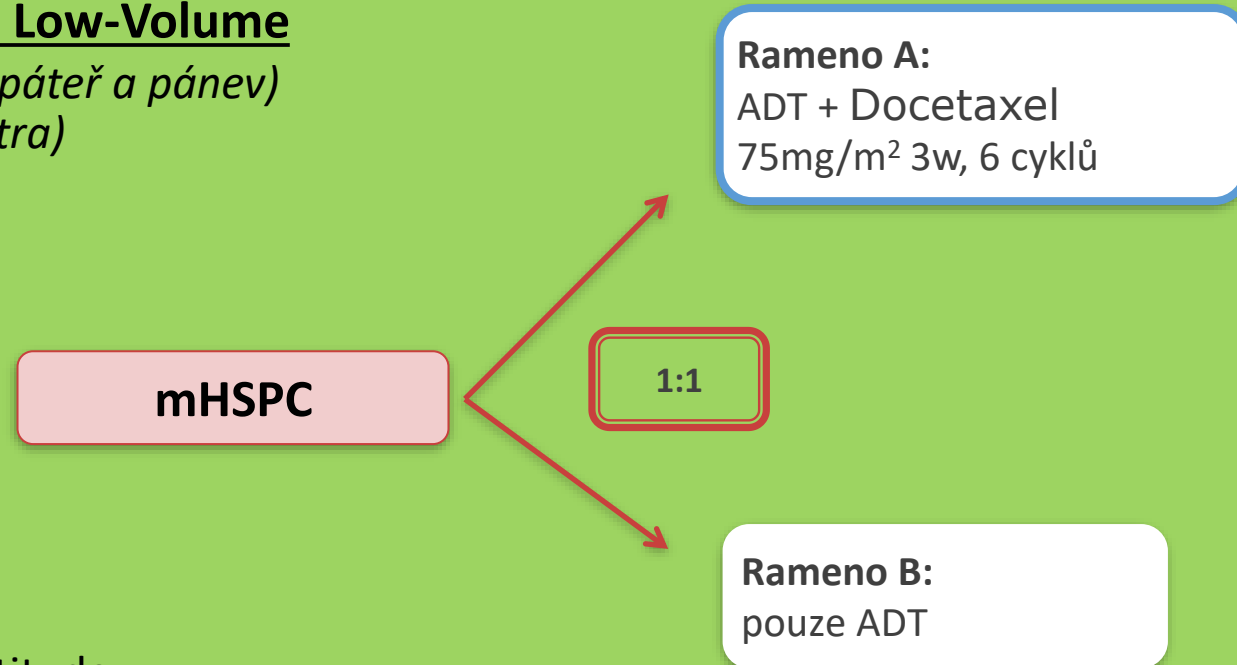 Low-Volume
páteř a pánev)
tra)
Rameno A:
ADT + Docetaxel
75mg/m² 3w, 6 cyklů
mHSPC
1:1
Rameno B:
pouze ADT